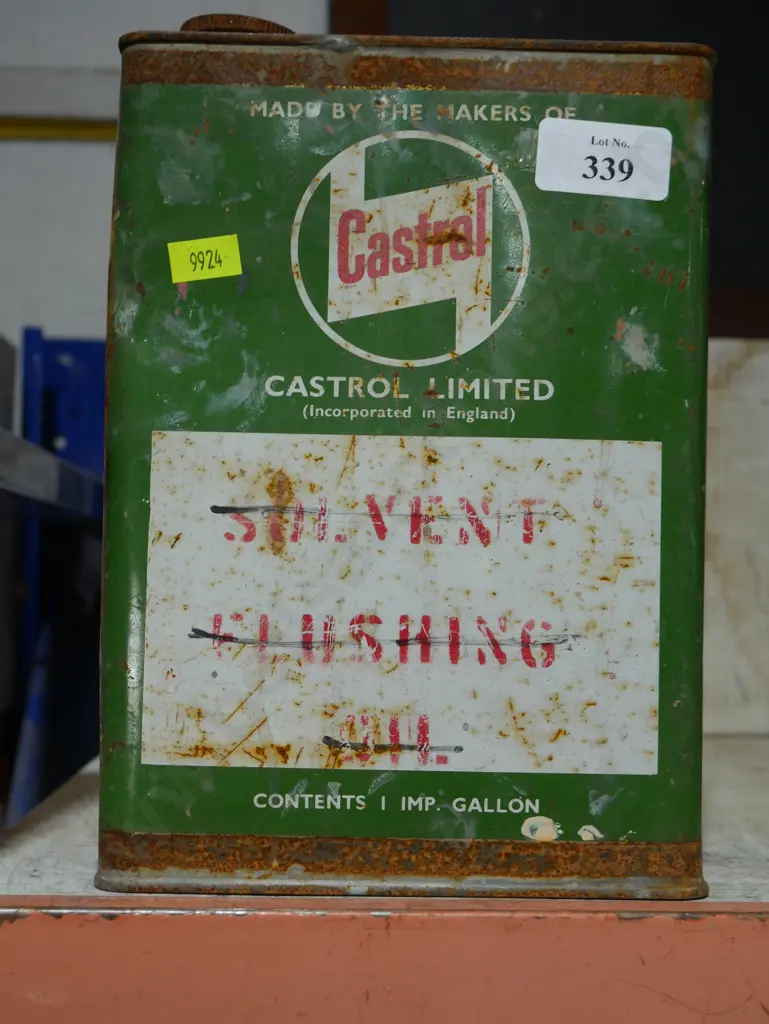 MADE BY THE MAKERS OF
Lot No.
339
Castrol
9924
CASTROL LIMITED
(Incorporated in England)
SOLVENT
FLUSHING
OIL
CONTENTS 1 IMP. GALLON